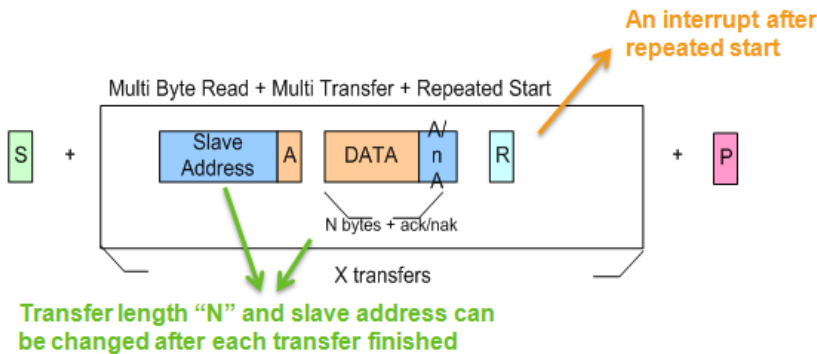 An interrupt after
repeated start
Multi Byte Read + Multi Transfer + Repeated Start
S
+
Slave
Address
A
DATA
A/
n
A
R
+
P
N bytes + ack/nak
X transfers
Transfer length “N” and slave address can
be changed after each transfer finished